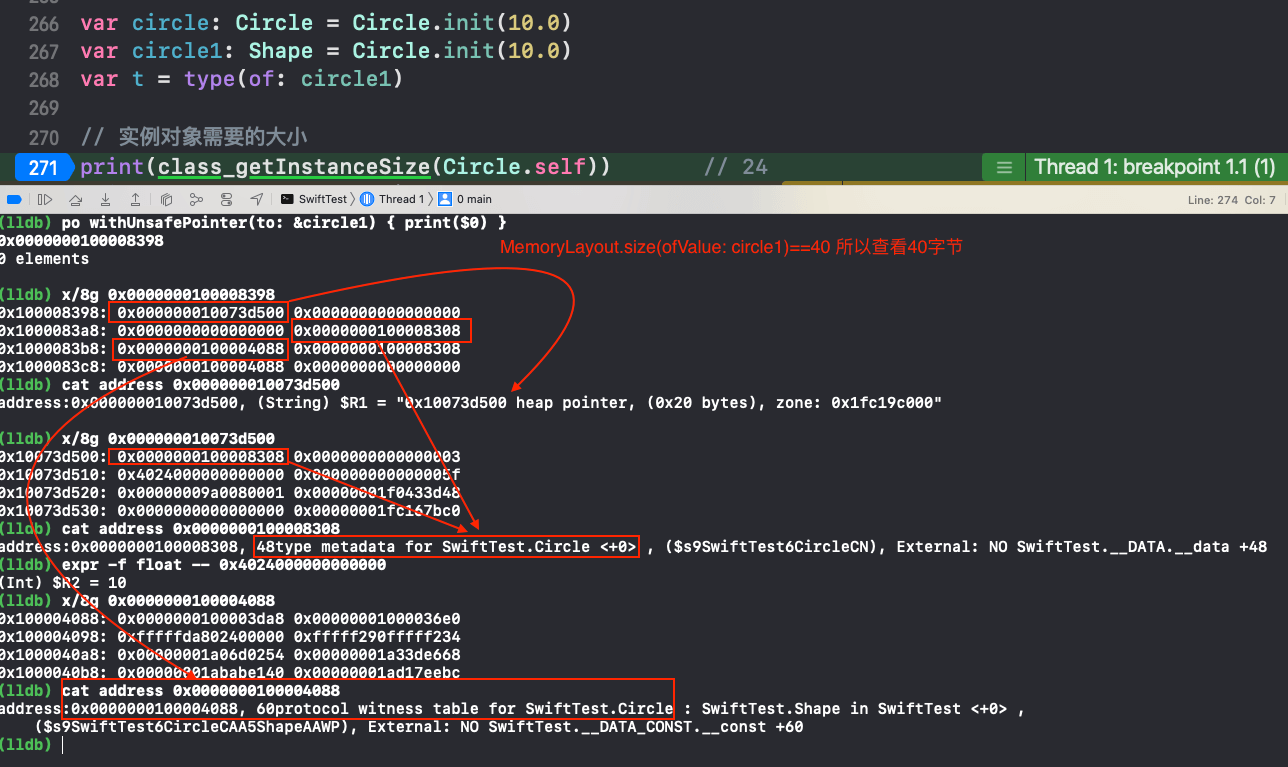 266 var circle: Circle = Circle.init(10.0)
267 var circle1: Shape = Circle.init(10.0)
268 var t = type(of: circle1)
269
270 // 实例对象需要的大小
271 print(class_getInstanceSize(Circle.self)) // 24 Thread 1: breakpoint 1.1 (1)
SwiftTest Thread 1 0 main Line: 274 Col: 7
(lldb) po withUnsafePointer(to: &circle1) { print($0) }
0x0000000100008398
0 elements
MemoryLayout.size(ofValue: circle1)==40 所以查看40字节
(lldb) x/8g 0x0000000100008398
0x100008398: 0x000000010073d500 0x0000000000000000
0x1000083a8: 0x0000000000000000 0x0000000100008308
0x1000083b8: 0x0000000100004088 0x0000000100008308
0x1000083c8: 0x0000000100004088 0x0000000000000000
(lldb) cat address 0x000000010073d500
address:0x000000010073d500, (String) $R1 = "0x10073d500 heap pointer, (0x20 bytes), zone: 0x1fc19c000"
(lldb) x/8g 0x000000010073d500
0x10073d500: 0x0000000100008308 0x0000000000000003
0x10073d510: 0x4024000000000000 0x000000000000005f
0x10073d520: 0x00000009a0080001 0x00000001f0433d48
0x10073d530: 0x0000000000000000 0x00000001fc167bc0
(lldb) cat address 0x0000000100008308
address:0x0000000100008308, 48type metadata for SwiftTest.Circle <+0> , ($s9SwiftTest6CircleCN), External: NO SwiftTest.__DATA.__data +48
(lldb) expr -f float -- 0x4024000000000000
(Int) $R2 = 10
(lldb) x/8g 0x0000000100004088
0x100004088: 0x0000000100003da8 0x00000001000036e0
0x100004098: 0xfffffda802400000 0xfffff290fffff234
0x1000040a8: 0x00000001a06d0254 0x00000001a33de668
0x1000040b8: 0x00000001ababe140 0x00000001ad17eebc
(lldb) cat address 0x0000000100004088
address:0x0000000100004088, 60protocol witness table for SwiftTest.Circle : SwiftTest.Shape in SwiftTest <+0> ,
($s9SwiftTest6CircleCAA5ShapeAAWP), External: NO SwiftTest.__DATA_CONST.__const +60
(lldb)